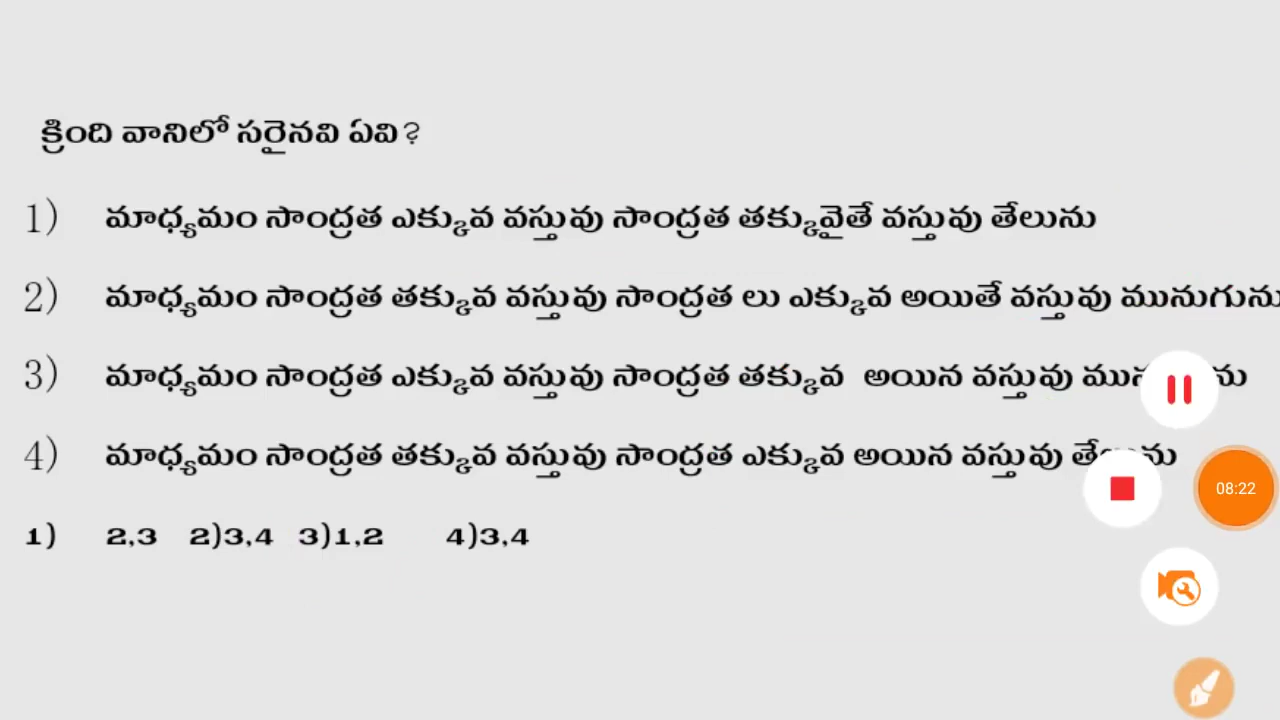 క్రింది వానిలో సరైనవి ఏవి?
1) మాధ్యమం సాంద్రత ఎక్కువ వస్తువు సాంద్రత తక్కువైతే వస్తువు తేలును
2) మాధ్యమం సాంద్రత తక్కువ వస్తువు సాంద్రత లు ఎక్కువ అయితే వస్తువు మునుగును
3) మాధ్యమం సాంద్రత ఎక్కువ వస్తువు సాంద్రత తక్కువ అయిన వస్తువు
4) మాధ్యమం సాంద్రత తక్కువ వస్తువు సాంద్రత ఎక్కువ అయిన వస్తువు తేలును
1) 2,3 2)3,4 3)1,2 4)3,4
08:22